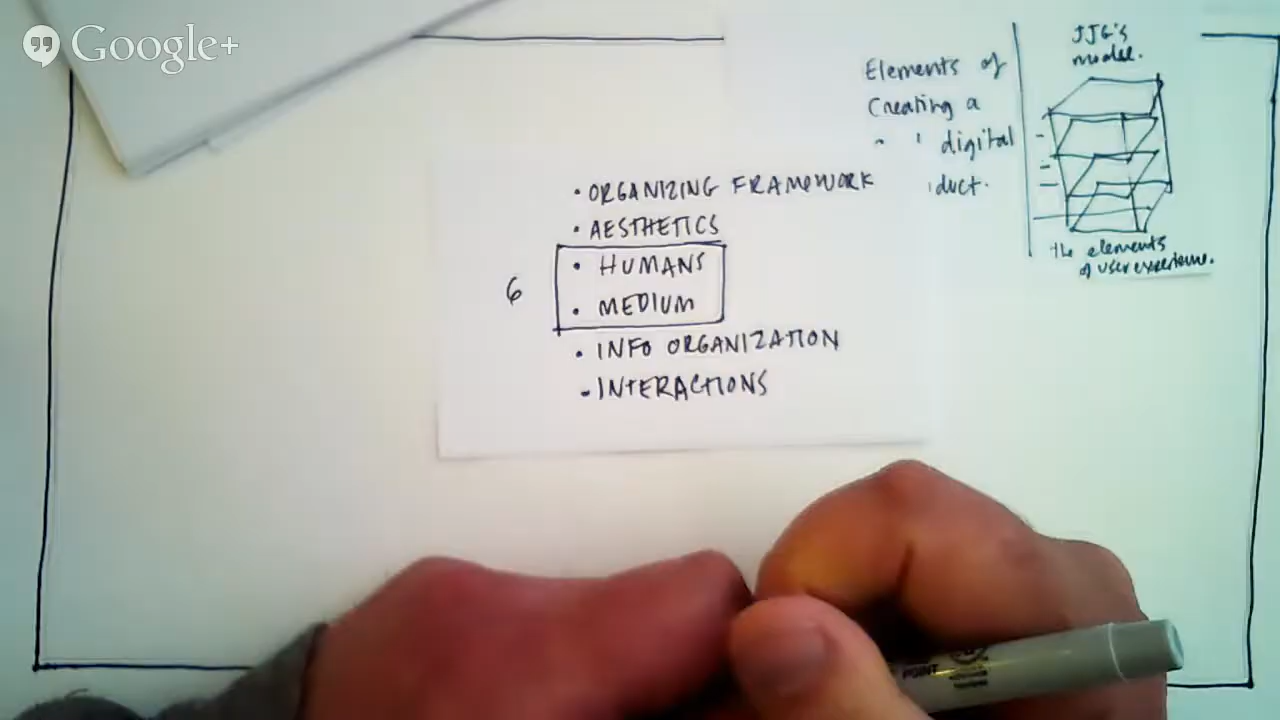 Google+
Elements of
Creating a
digital
duct.
JJG's
model.
the elements
of user experience.
• ORGANIZING FRAMEWORK
• AESTHETICS
• HUMANS
6
• MEDIUM
• INFO ORGANIZATION
- INTERACTIONS
POINT